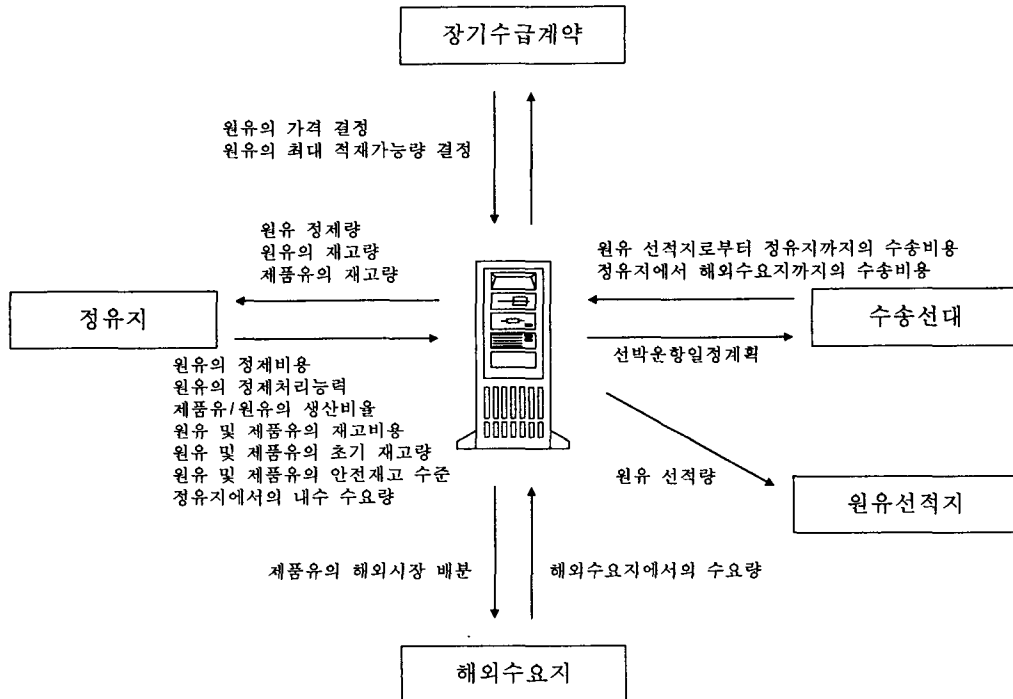 장기수급계약
원유의 가격 결정
원유의 최대 적재가능량 결정
원유 정제량
원유의 재고량
제품유의 재고량
원유 선적지로부터 정유지까지의 수송비용
정유지에서 해외수요지까지의 수송비용
정유지
수송선대
선박운항일정계획
원유의 정제비용
원유의 정제처리능력
제품유/원유의 생산비율
원유 및 제품유의 재고비용
원유 및 제품유의 초기 재고량
원유 및 제품유의 안전재고 수준
정유지에서의 내수 수요량
원유 선적량
원유선적지
제품유의 해외시장 배분
해외수요지에서의 수요량
해외수요지